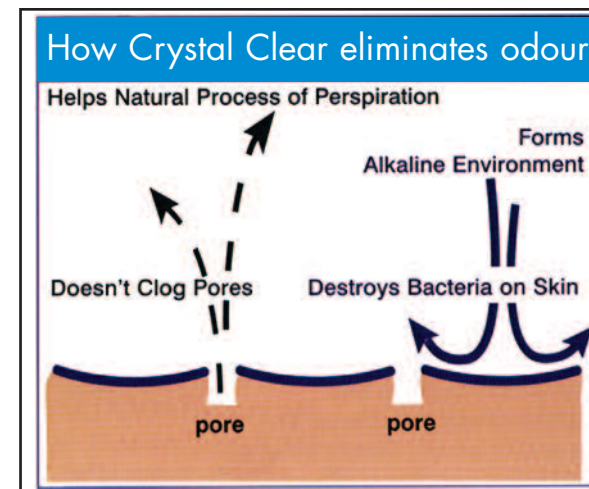 How Crystal Clear eliminates odour
Helps Natural Process of Perspiration
Forms
Alkaline Environment
Doesn't Clog Pores
Destroys Bacteria on Skin
pore
pore